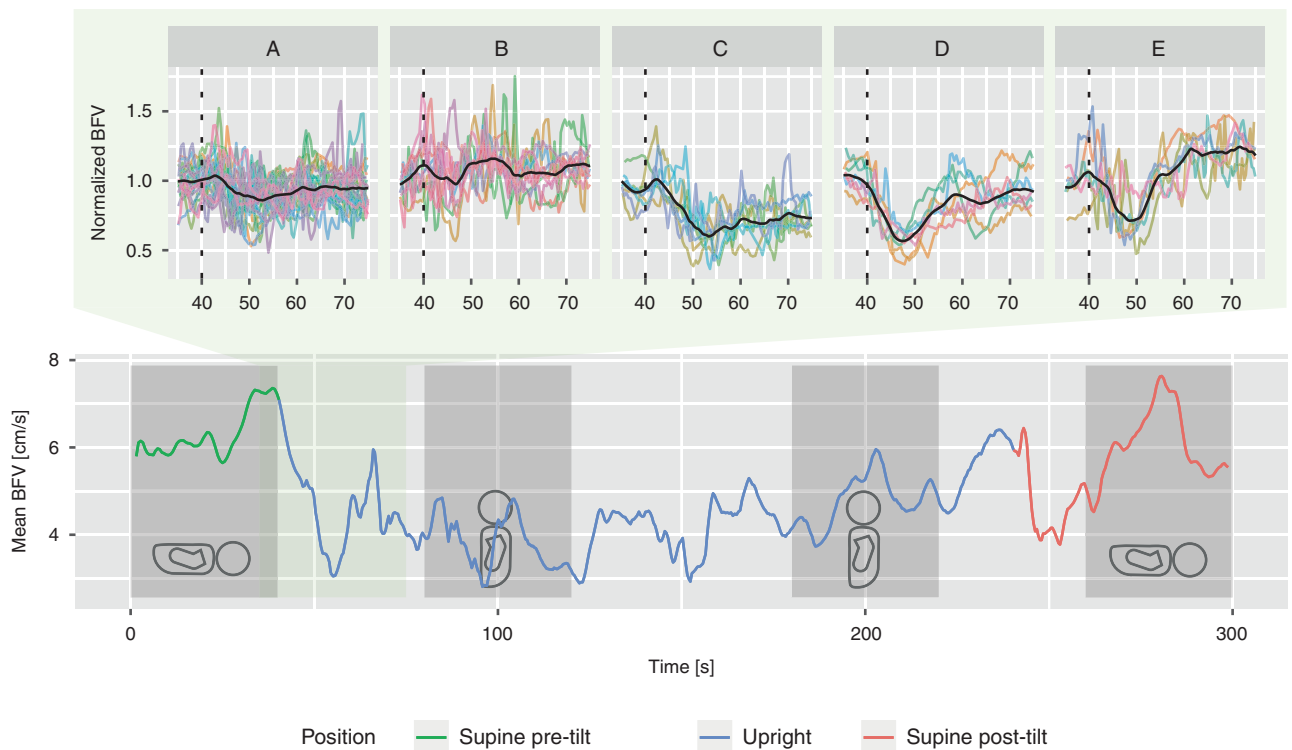 A B C D E
Normalized BFV
1.5
1.0
0.5
40 50 60 70 40 50 60 70 40 50 60 70 40 50 60 70 40 50 60 70
Mean BFV [cm/s]
8
6
4
0 100 200 300
Time [s]
Position Supine pre-tilt Upright Supine post-tilt